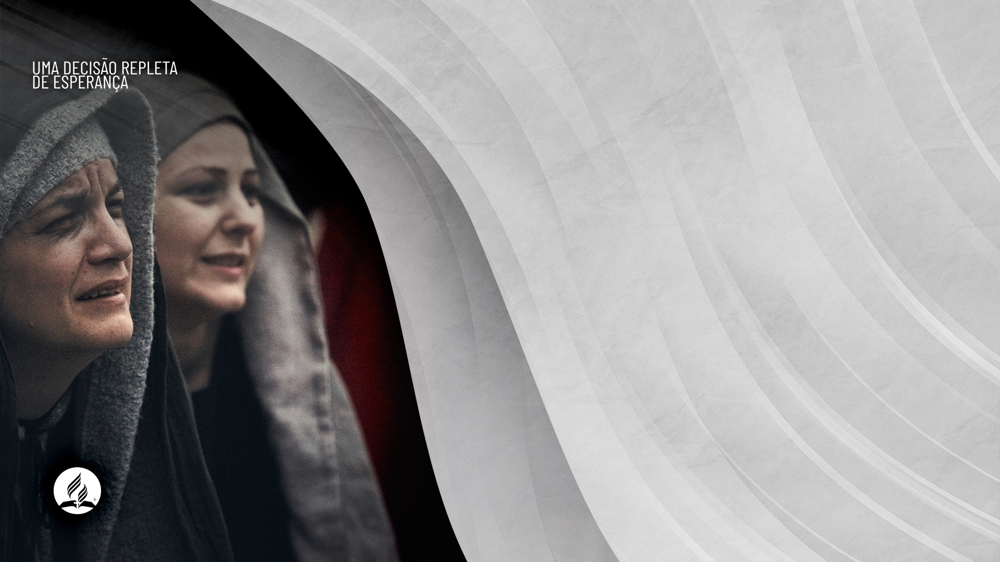 UMA DECISÃO REPLETA
DE ESPERANÇA